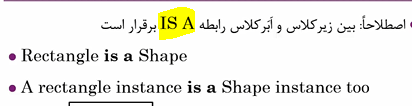 • اصطلاحاً: بین زیرکلاس و اَبَرکلاس رابطه IS A برقرار است
• Rectangle is a Shape
• A rectangle instance is a Shape instance too